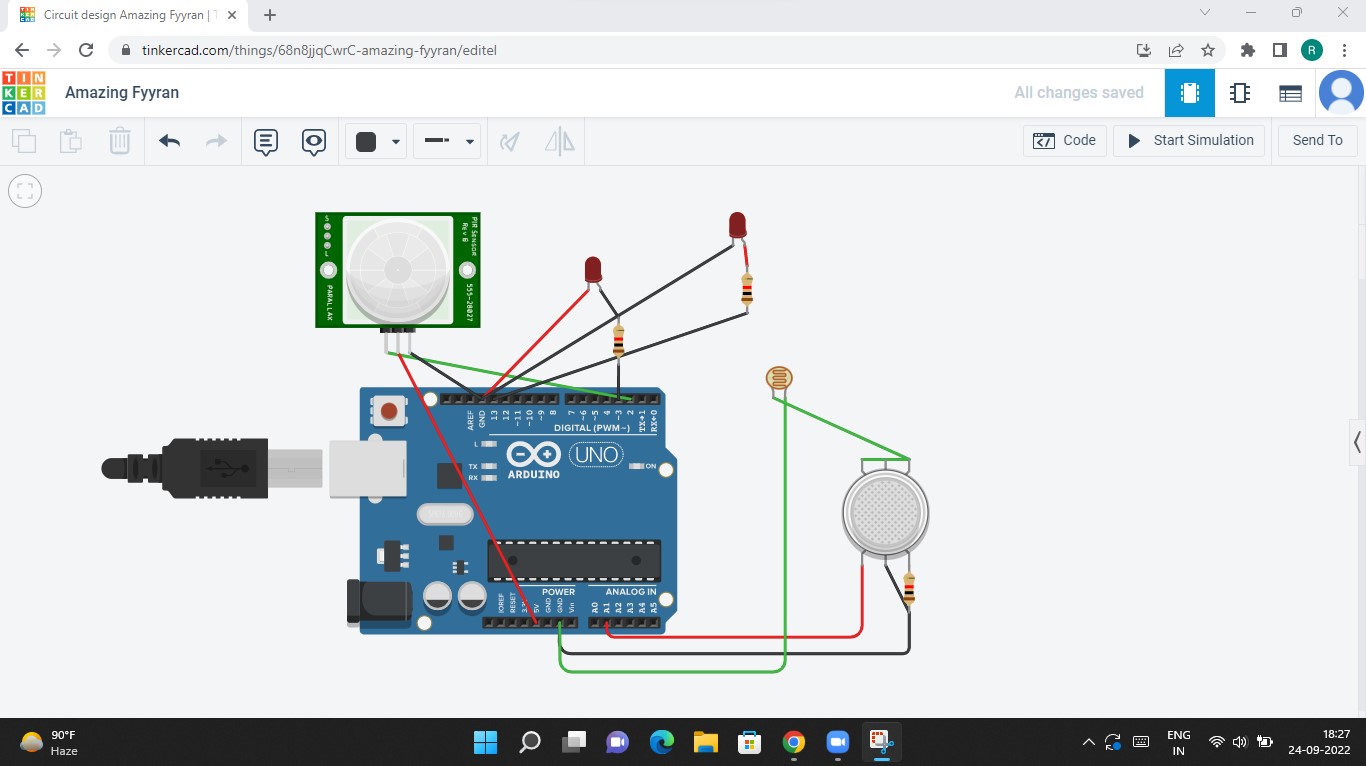 Circuit design Amazing Fyyran |
tinkercad.com/things/68n8jjqCwrC-amazing-fyyran/editel
R
TIN
KER
CAD
Amazing Fyyran
All changes saved
Code
Start Simulation
Send To
S
L
PIR SENSOR
Rev B
PARALLAX
555-28027
AREF
GND
13
12
~11
~10
~9
8
7
~6
~5
4
~3
2
TX→1
RX←0
DIGITAL (PWM~)
L
TX
RX
ARDUINO
UNO
ON
POWER
ANALOG IN
IOREF
RESET
5V
GND
GND
Vin
A0
A1
A2
A3
A4
A5
90°F
Haze
ENG
IN
18:27
24-09-2022